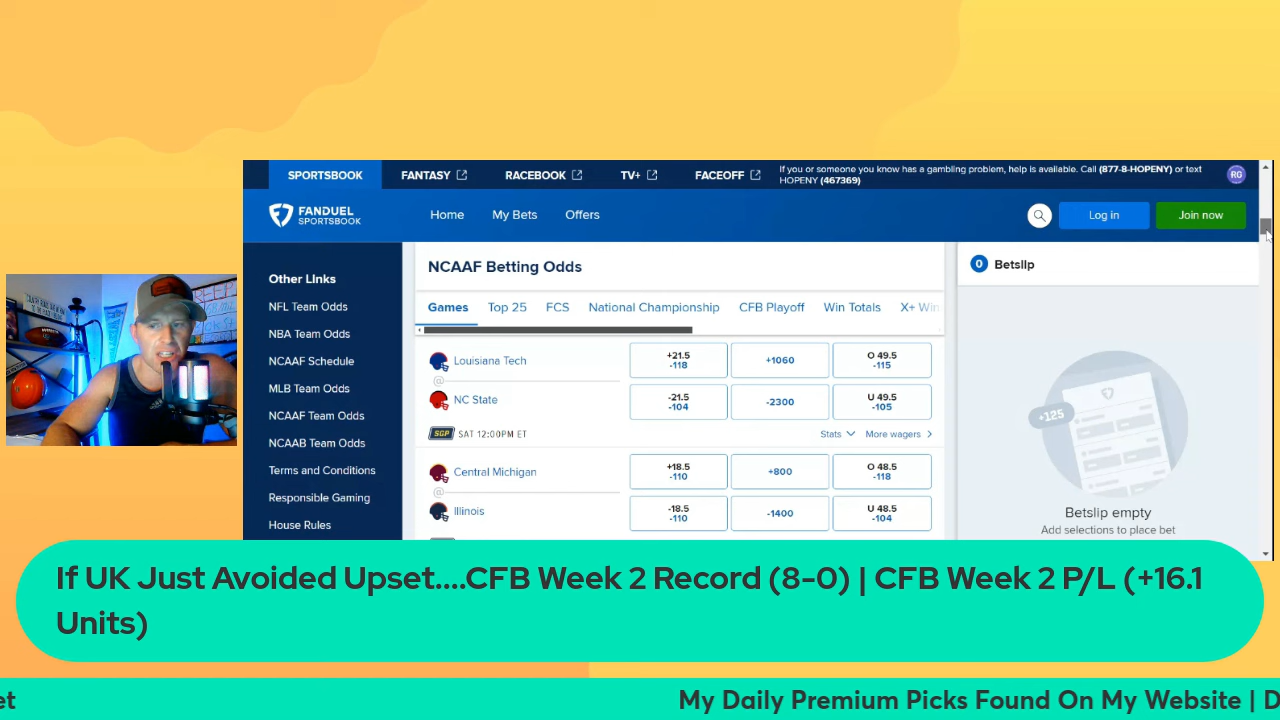 SPORTSBOOK FANTASY RACEBOOK TV+ FACEOFF If you or someone you know has a gambling problem, help is available. Call (877-8-HOPENY) or text
HOPENY (467369)
RG
FANDUEL
SPORTSBOOK
Home My Bets Offers Log in Join now
Other Links
NFL Team Odds
NBA Team Odds
NCAAF Schedule
MLB Team Odds
NCAAF Team Odds
NCAAB Team Odds
Terms and Conditions
Responsible Gaming
House Rules
NCAAF Betting Odds
Games Top 25 FCS National Championship CFB Playoff Win Totals X+ Win
Louisiana Tech +21.5 -118 +1060 O 49.5 -115
@
NC State -21.5 -104 -2300 U 49.5 -105
SGP SAT 12:00PM ET Stats More wagers
Central Michigan +18.5 -110 +800 O 48.5 -118
@
Illinois -18.5 -110 -1400 U 48.5 -104
0 Betslip
+125
Betslip empty
Add selections to place bet
If UK Just Avoided Upset....CFB Week 2 Record (8-0) | CFB Week 2 P/L (+16.1
Units)
et My Daily Premium Picks Found On My Website | D